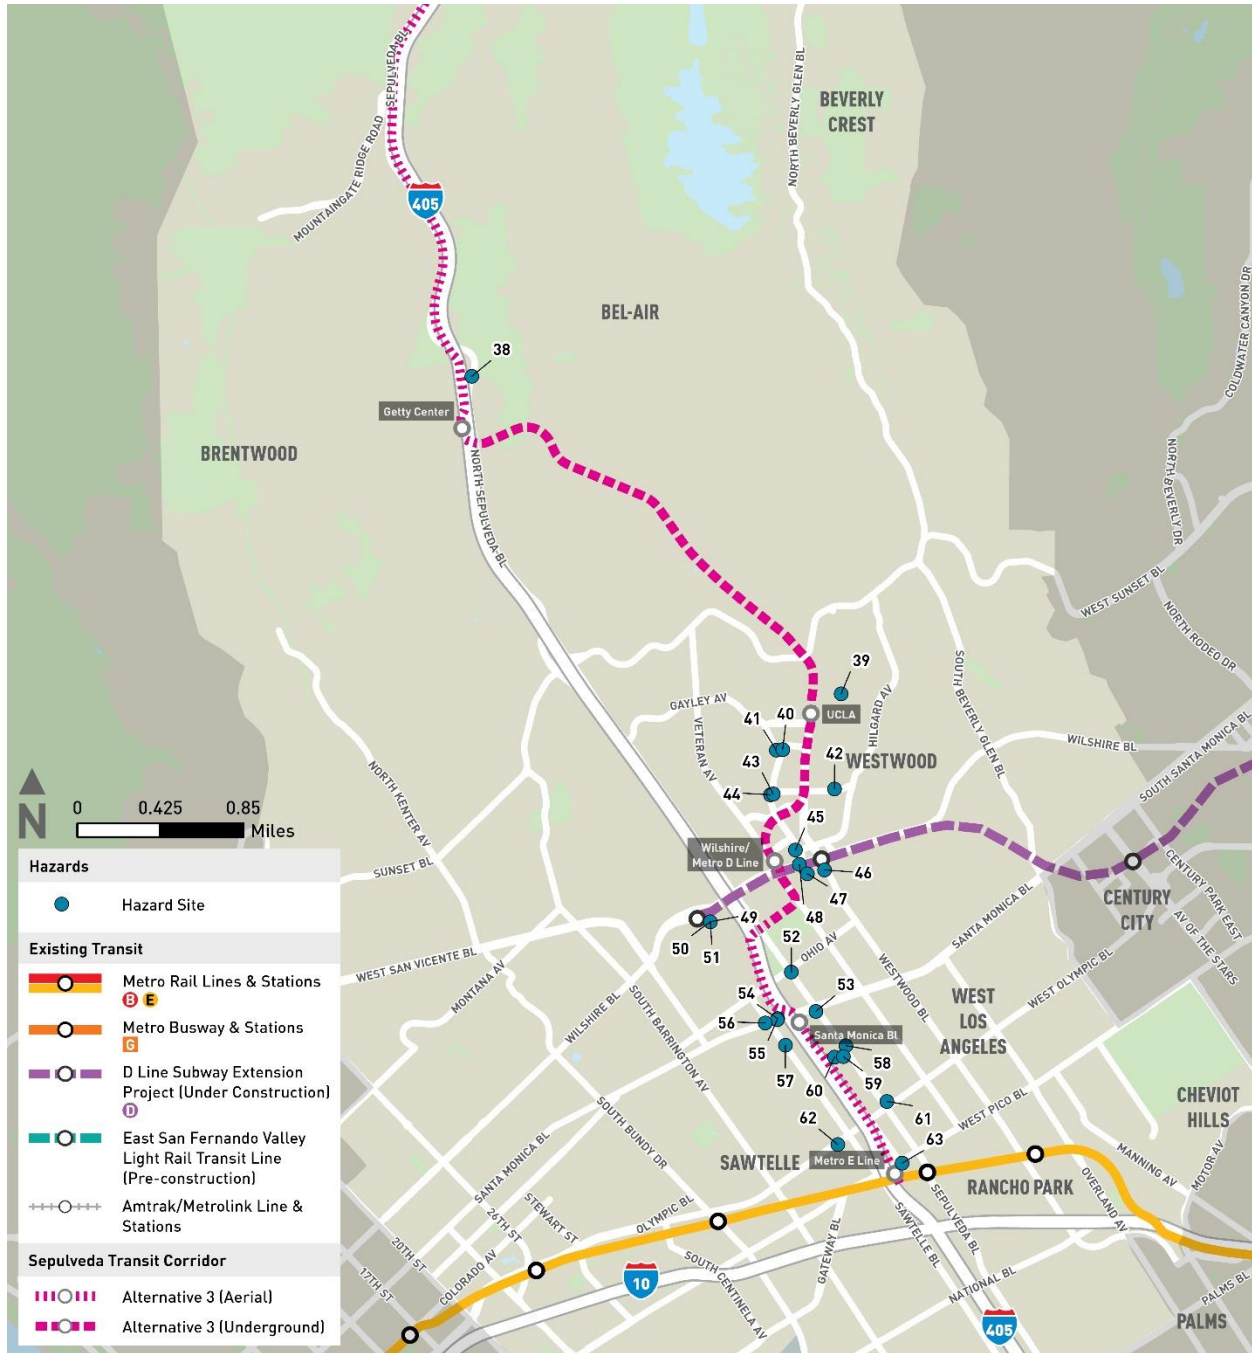 SEPULVEDA BL
MOUNTAINGATE RIDGE ROAD
405
BEVERLY
CREST
NORTH BEVERLY GLEN BL
BEL-AIR
38
Getty Center
BRENTWOOD
NORTH SEPULVEDA BL
COLDWATER CANYON DR
NORTH BEVERLY DR
WEST SUNSET BL
NORTH RODEO DR
39
GAYLEY AV
UCLA
HILGARD AV
SOUTH BEVERLY GLEN BL
VETERAN AV
41
40
42
43
44
WESTWOOD
WILSHIRE BL
SOUTH SANTA MONICA BL
NORTH KENTER AV
N
0 0.425 0.85
Miles
SUNSET BL
45
Wilshire/
Metro D Line
46
47
48
CENTURY
CITY
CENTURY PARK EAST
AV OF THE STARS
SANTA MONICA BL
49
50
51
52
OHIO AV
WEST SAN VICENTE BL
MONTANA AV
WILSHIRE BL
SOUTH BARRINGTON AV
WESTWOOD BL
WEST OLYMPIC BL
53
54
55
56
57
Santa Monica Bl
WEST
LOS
ANGELES
58
59
60
61
62
63
WEST PICO BL
CHEVIOT
HILLS
SOUTH BUNDY DR
SAWTELLE
Metro E Line
RANCHO PARK
MANNING AV
MOTOR AV
OVERLAND AV
SANTA MONICA BL
26TH ST
STEWART ST
OLYMPIC BL
20TH ST
17TH ST
COLORADO AV
SOUTH CENTINELA AV
GATEWAY BL
SAWTELLE BL
SEPULVEDA BL
NATIONAL BL
PALMS BL
PALMS
10
405
Hazards
Hazard Site
Existing Transit
Metro Rail Lines & Stations
B E
Metro Busway & Stations
G
D Line Subway Extension
Project (Under Construction)
D
East San Fernando Valley
Light Rail Transit Line
(Pre-construction)
Amtrak/Metrolink Line &
Stations
Sepulveda Transit Corridor
Alternative 3 (Aerial)
Alternative 3 (Underground)